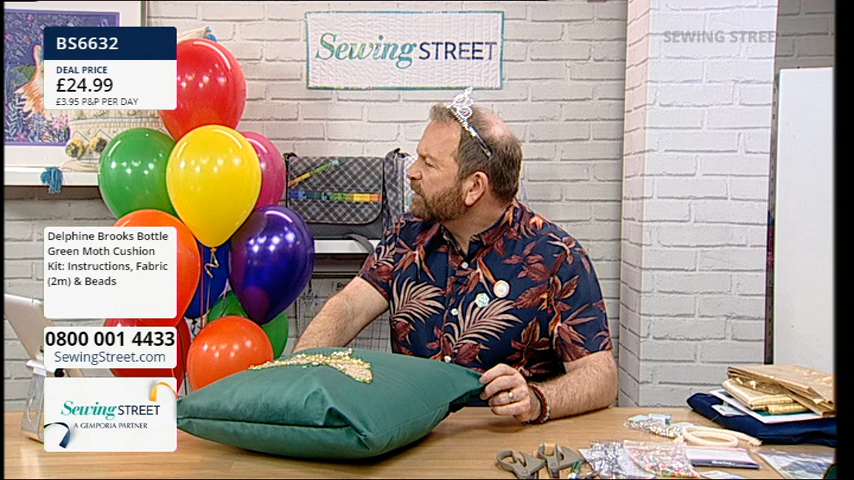 BS6632
DEAL PRICE
£24.99
£3.95 P&P PER DAY
Sewing STREET
SEWING STREE
Delphine Brooks Bottle
Green Moth Cushion
Kit: Instructions, Fabric
(2m) & Beads
0800 001 4433
SewingStreet.com
Sewing STREET
A GEMPORIA PARTNER